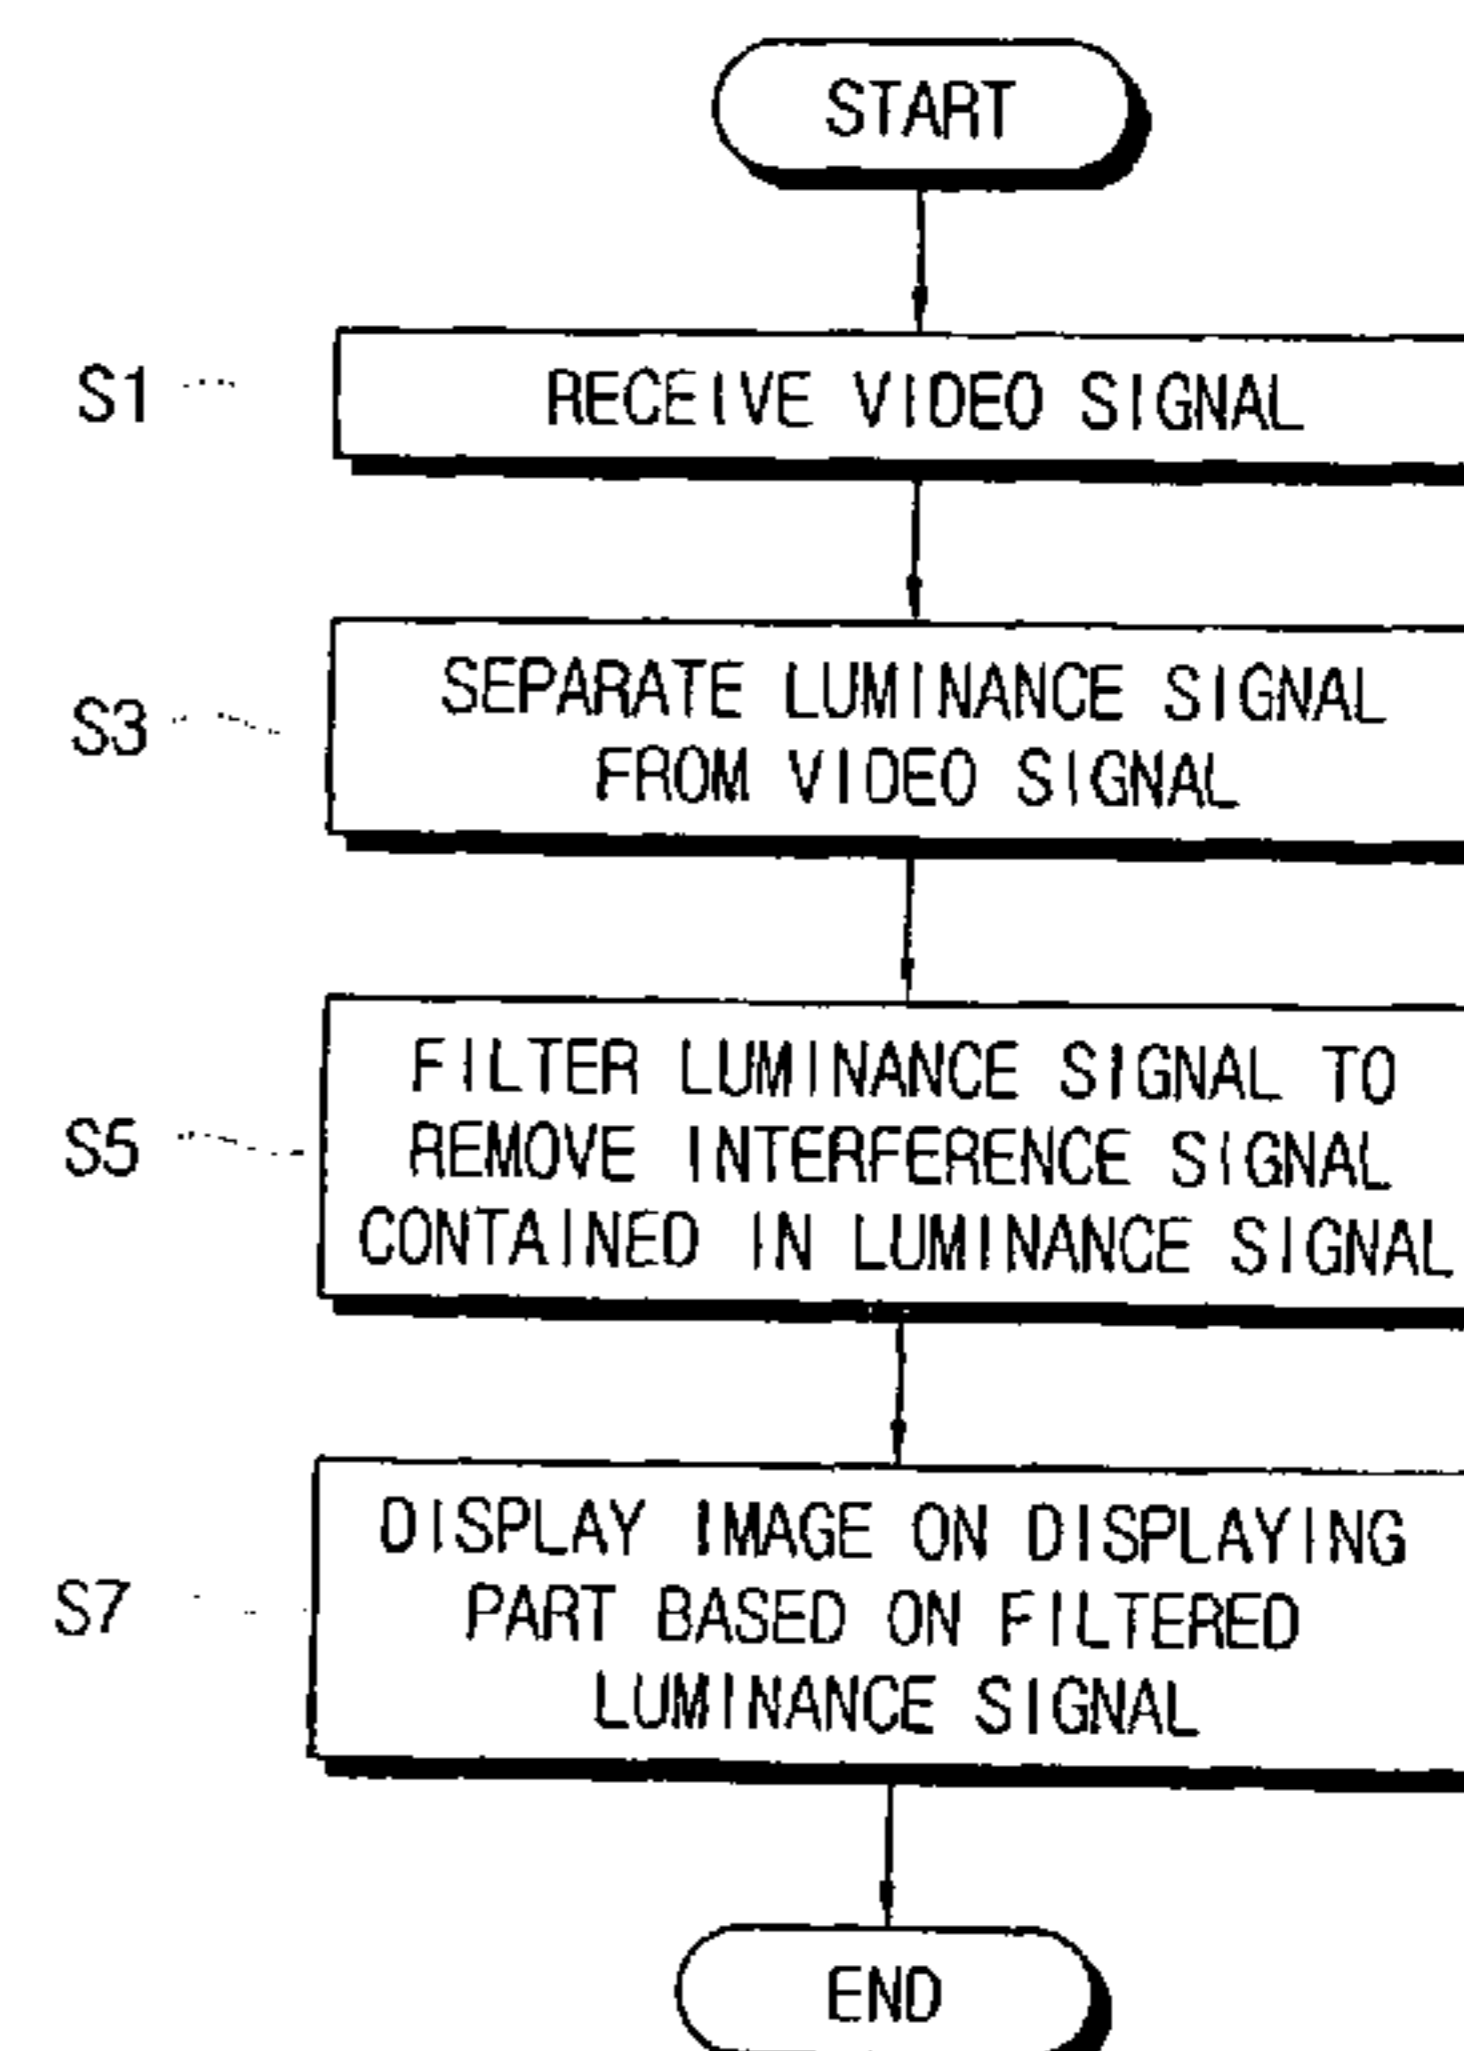 START
S1
RECEIVE VIDEO SIGNAL
S3
SEPARATE LUMINANCE SIGNAL
FROM VIDEO SIGNAL
S5
FILTER LUMINANCE SIGNAL TO
REMOVE INTERFERENCE SIGNAL
CONTAINED IN LUMINANCE SIGNAL
S7
DISPLAY IMAGE ON DISPLAYING
PART BASED ON FILTERED
LUMINANCE SIGNAL
END